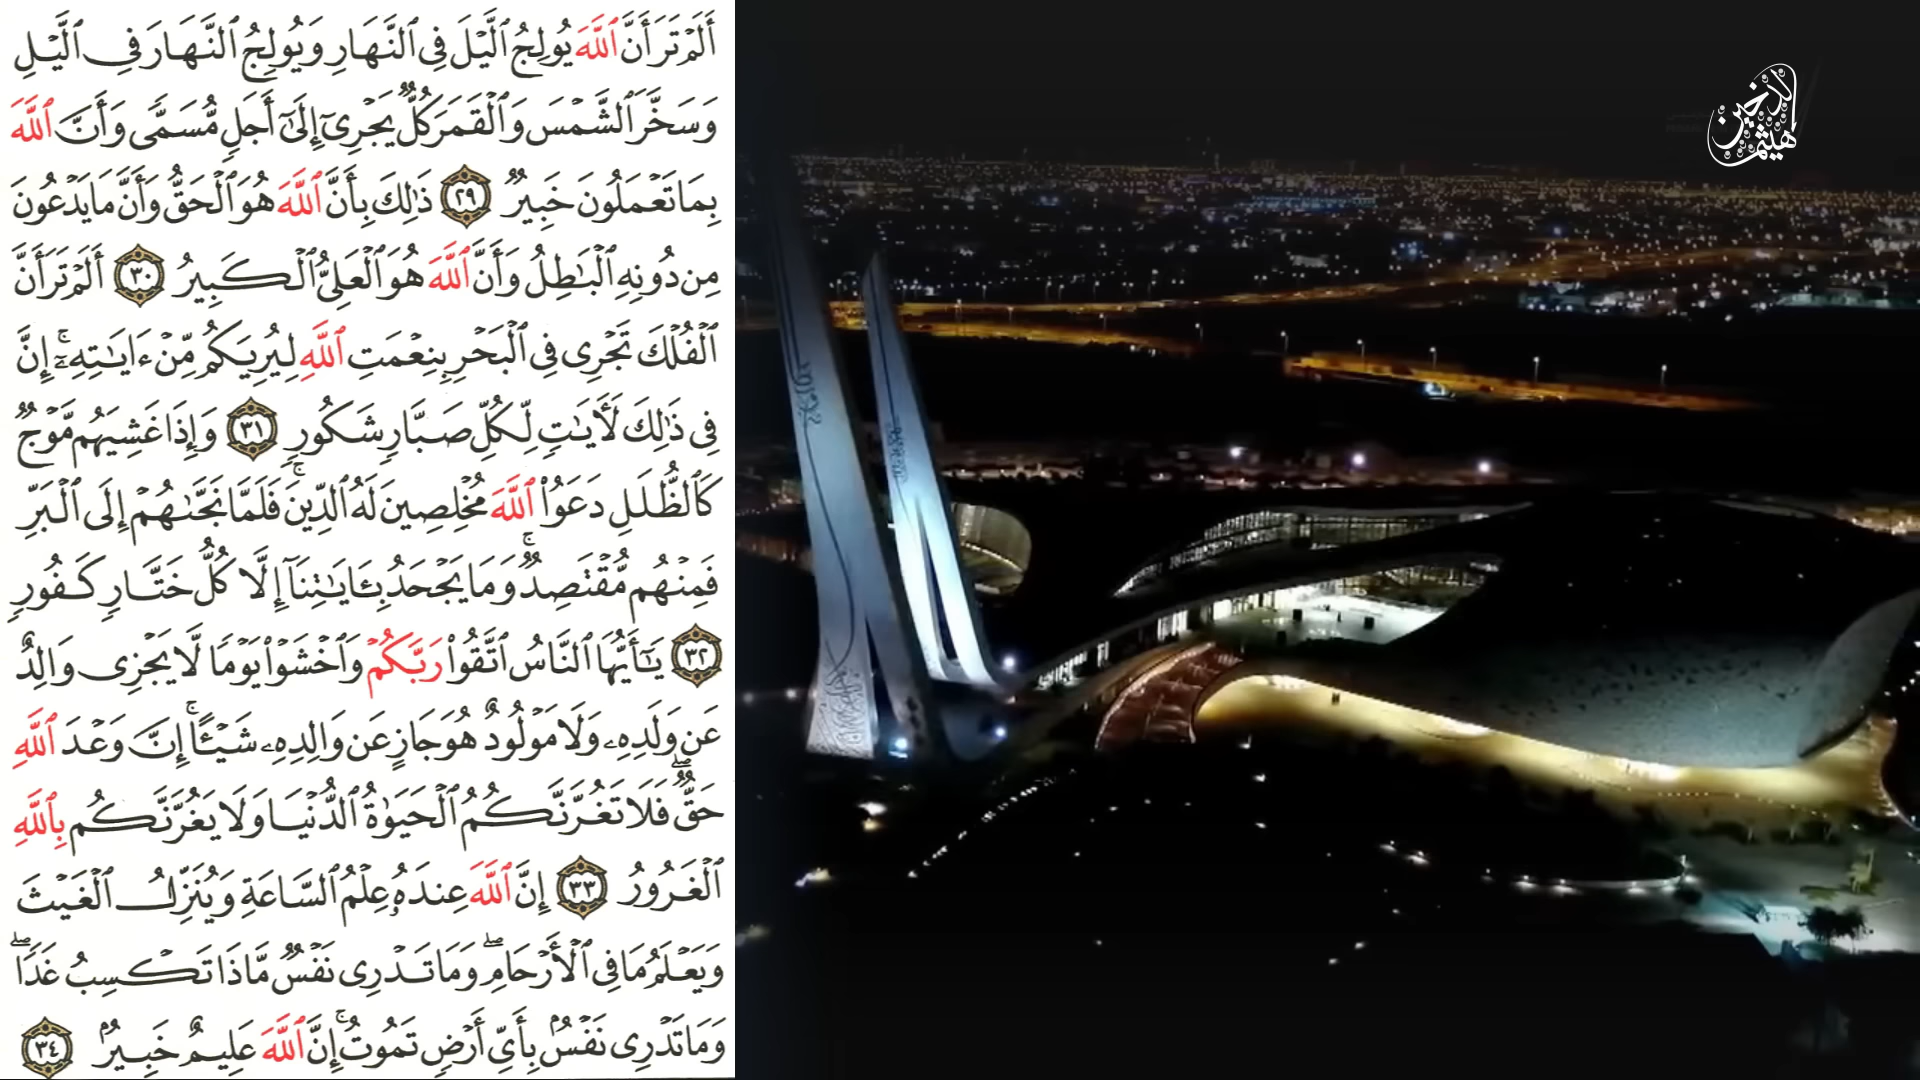 أَلَمْ تَرَ أَنَّ ٱللَّهَ يُولِجُ ٱلَّيْلَ فِى ٱلنَّهَارِ وَيُولِجُ ٱلنَّهَارَ فِى ٱلَّيْلِ
وَسَخَّرَ ٱلشَّمْسَ وَٱلْقَمَرَ كُلٌّ يَجْرِىٓ إِلَىٰٓ أَجَلٍ مُّسَمًّى وَأَنَّ ٱللَّهَ
بِمَا تَعْمَلُونَ خَبِيرٌ ٢٩ ذَٰلِكَ بِأَنَّ ٱللَّهَ هُوَ ٱلْحَقُّ وَأَنَّ مَا يَدْعُونَ
مِن دُونِهِ ٱلْبَـٰطِلُ وَأَنَّ ٱللَّهَ هُوَ ٱلْعَلِىُّ ٱلْكَبِيرُ ٣٠ أَلَمْ تَرَ أَنَّ
ٱلْفُلْكَ تَجْرِى فِى ٱلْبَحْرِ بِنِعْمَتِ ٱللَّهِ لِيُرِيَكُم مِّنْ ءَايَـٰتِهِۦٓ ۚ إِنَّ
فِى ذَٰلِكَ لَـَٔايَـٰتٍ لِّكُلِّ صَبَّارٍ شَكُورٍ ٣١ وَإِذَا غَشِيَهُم مَّوْجٌ
كَٱلظُّلَلِ دَعَوُا۟ ٱللَّهَ مُخْلِصِينَ لَهُ ٱلدِّينَ فَلَمَّا نَجَّىٰهُمْ إِلَى ٱلْبَرِّ
فَمِنْهُم مُّقْتَصِدٌ ۚ وَمَا يَجْحَدُ بِـَٔايَـٰتِنَآ إِلَّا كُلُّ خَتَّارٍ كَفُورٍ
٣٢ يَـٰٓأَيُّهَا ٱلنَّاسُ ٱتَّقُوا۟ رَبَّكُمْ وَٱخْشَوْا۟ يَوْمًا لَّا يَجْزِى وَالِدٌ
عَن وَلَدِهِۦ وَلَا مَوْلُودٌ هُوَ جَازٍ عَن وَالِدِهِۦ شَيْـًٔا ۚ إِنَّ وَعْدَ ٱللَّهِ
حَقٌّ ۖ فَلَا تَغُرَّنَّكُمُ ٱلْحَيَوٰةُ ٱلدُّنْيَا وَلَا يَغُرَّنَّكُم بِٱللَّهِ
ٱلْغَرُورُ ٣٣ إِنَّ ٱللَّهَ عِندَهُۥ عِلْمُ ٱلسَّاعَةِ وَيُنَزِّلُ ٱلْغَيْثَ
وَيَعْلَمُ مَا فِى ٱلْأَرْحَامِ ۖ وَمَا تَدْرِى نَفْسٌ مَّاذَا تَكْسِبُ غَدًا ۖ
وَمَا تَدْرِى نَفْسٌۢ بِأَىِّ أَرْضٍ تَمُوتُ ۚ إِنَّ ٱللَّهَ عَلِيمٌ خَبِيرٌۢ ٣٤
هيثم الدخين